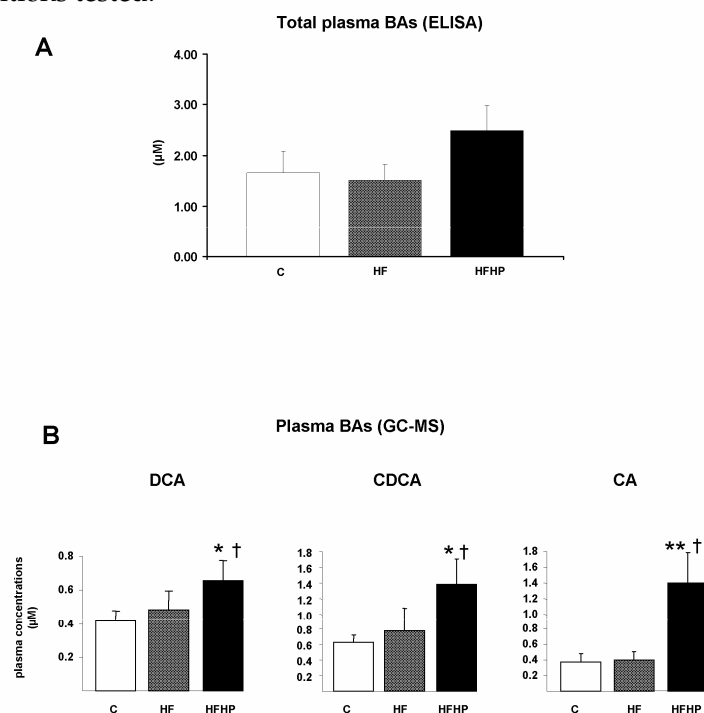 itions tested.
Total plasma BAs (ELISA)
A
4.00
3.00
2.00
1.00
0.00
(µM)
C HF HFHP
B
Plasma BAs (GC-MS)
DCA CDCA CA
plasma concentrations
(µM)
0.8
0.6
0.4
0.2
* †
C HF HFHP
1.8
1.6
1.4
1.2
1.0
0.8
0.6
0.4
0.2
* †
C HF HFHP
1.8
1.6
1.4
1.2
1.0
0.8
0.6
0.4
0.2
** †
C HF HFHP